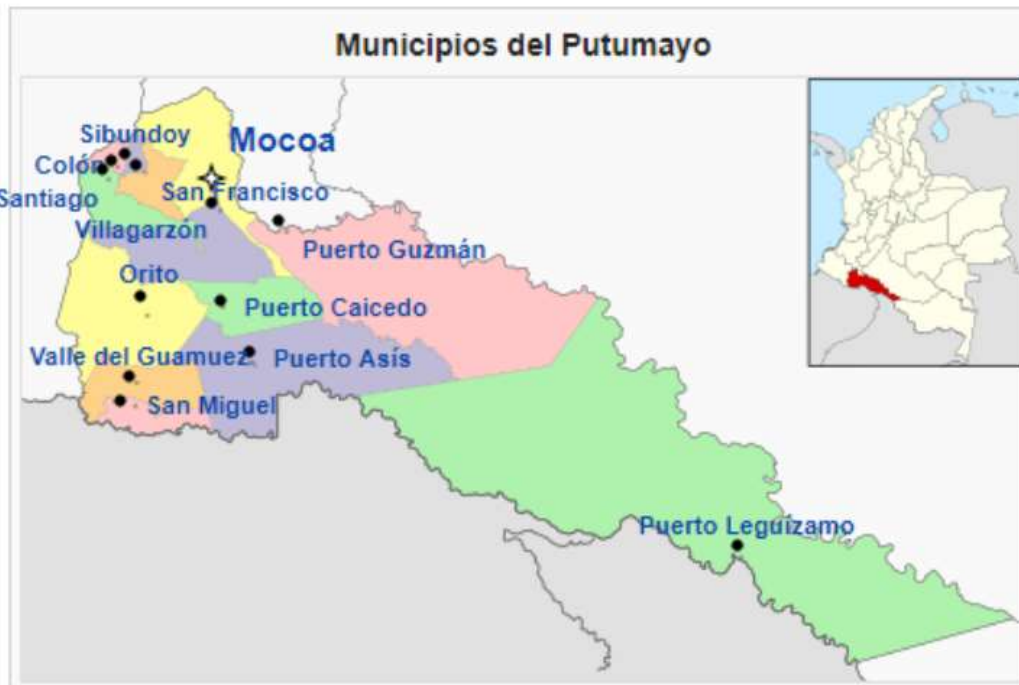 Municipios del Putumayo
Sibundoy
Mocoa
Colón
San Francisco
Santiago
Villagarzón
Puerto Guzmán
Orito
Puerto Caicedo
Valle del Guamuez
Puerto Asís
San Miguel
Puerto Leguízamo